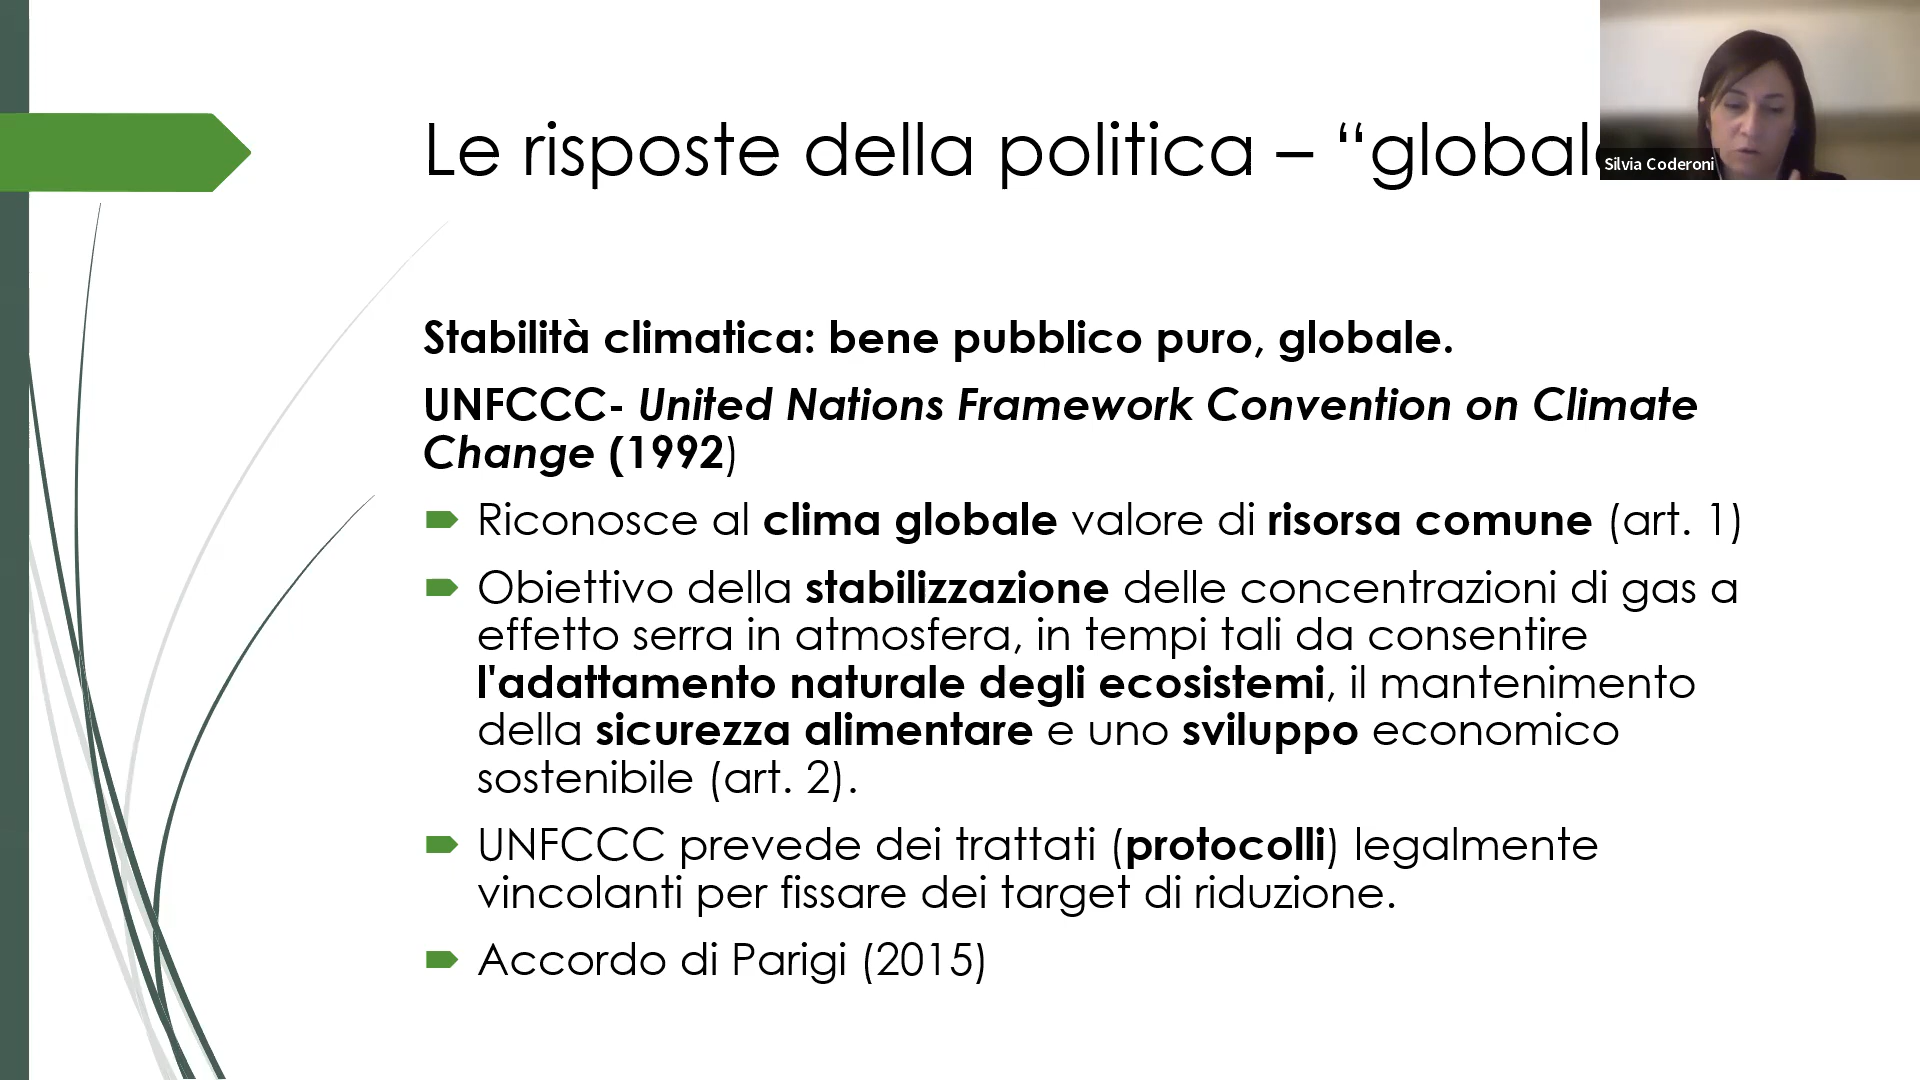 Le risposte della politica – “global
Silvia Coderoni
Stabilità climatica: bene pubblico puro, globale.
UNFCCC- United Nations Framework Convention on Climate
Change (1992)
Riconosce al clima globale valore di risorsa comune (art. 1)
Obiettivo della stabilizzazione delle concentrazioni di gas a
effetto serra in atmosfera, in tempi tali da consentire
l'adattamento naturale degli ecosistemi, il mantenimento
della sicurezza alimentare e uno sviluppo economico
sostenibile (art. 2).
UNFCCC prevede dei trattati (protocolli) legalmente
vincolanti per fissare dei target di riduzione.
Accordo di Parigi (2015)